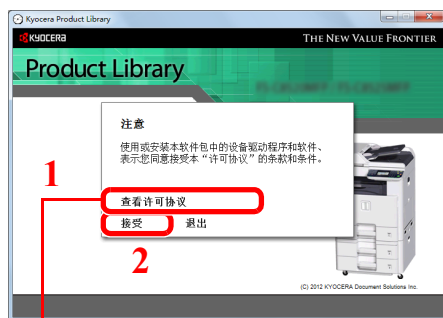 Kyocera Product Library
KYOCERA
THE NEW VALUE FRONTIER
Product Library
注意
使用或安装本软件包中的设备驱动程序和软件、
表示您同意接受本“许可协议”的条款和条件。
1
查看许可协议
接受 退出
2
(C) 2012 KYOCERA Document Solutions Inc.